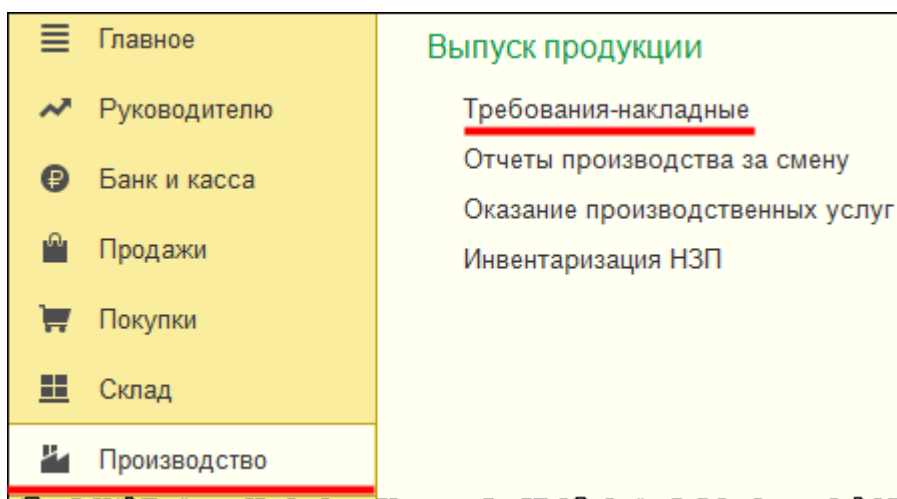 Главное
Руководителю
Банк и касса
Продажи
Покупки
Склад
Производство
Выпуск продукции
Требования-накладные
Отчеты производства за смену
Оказание производственных услуг
Инвентаризация НЗП